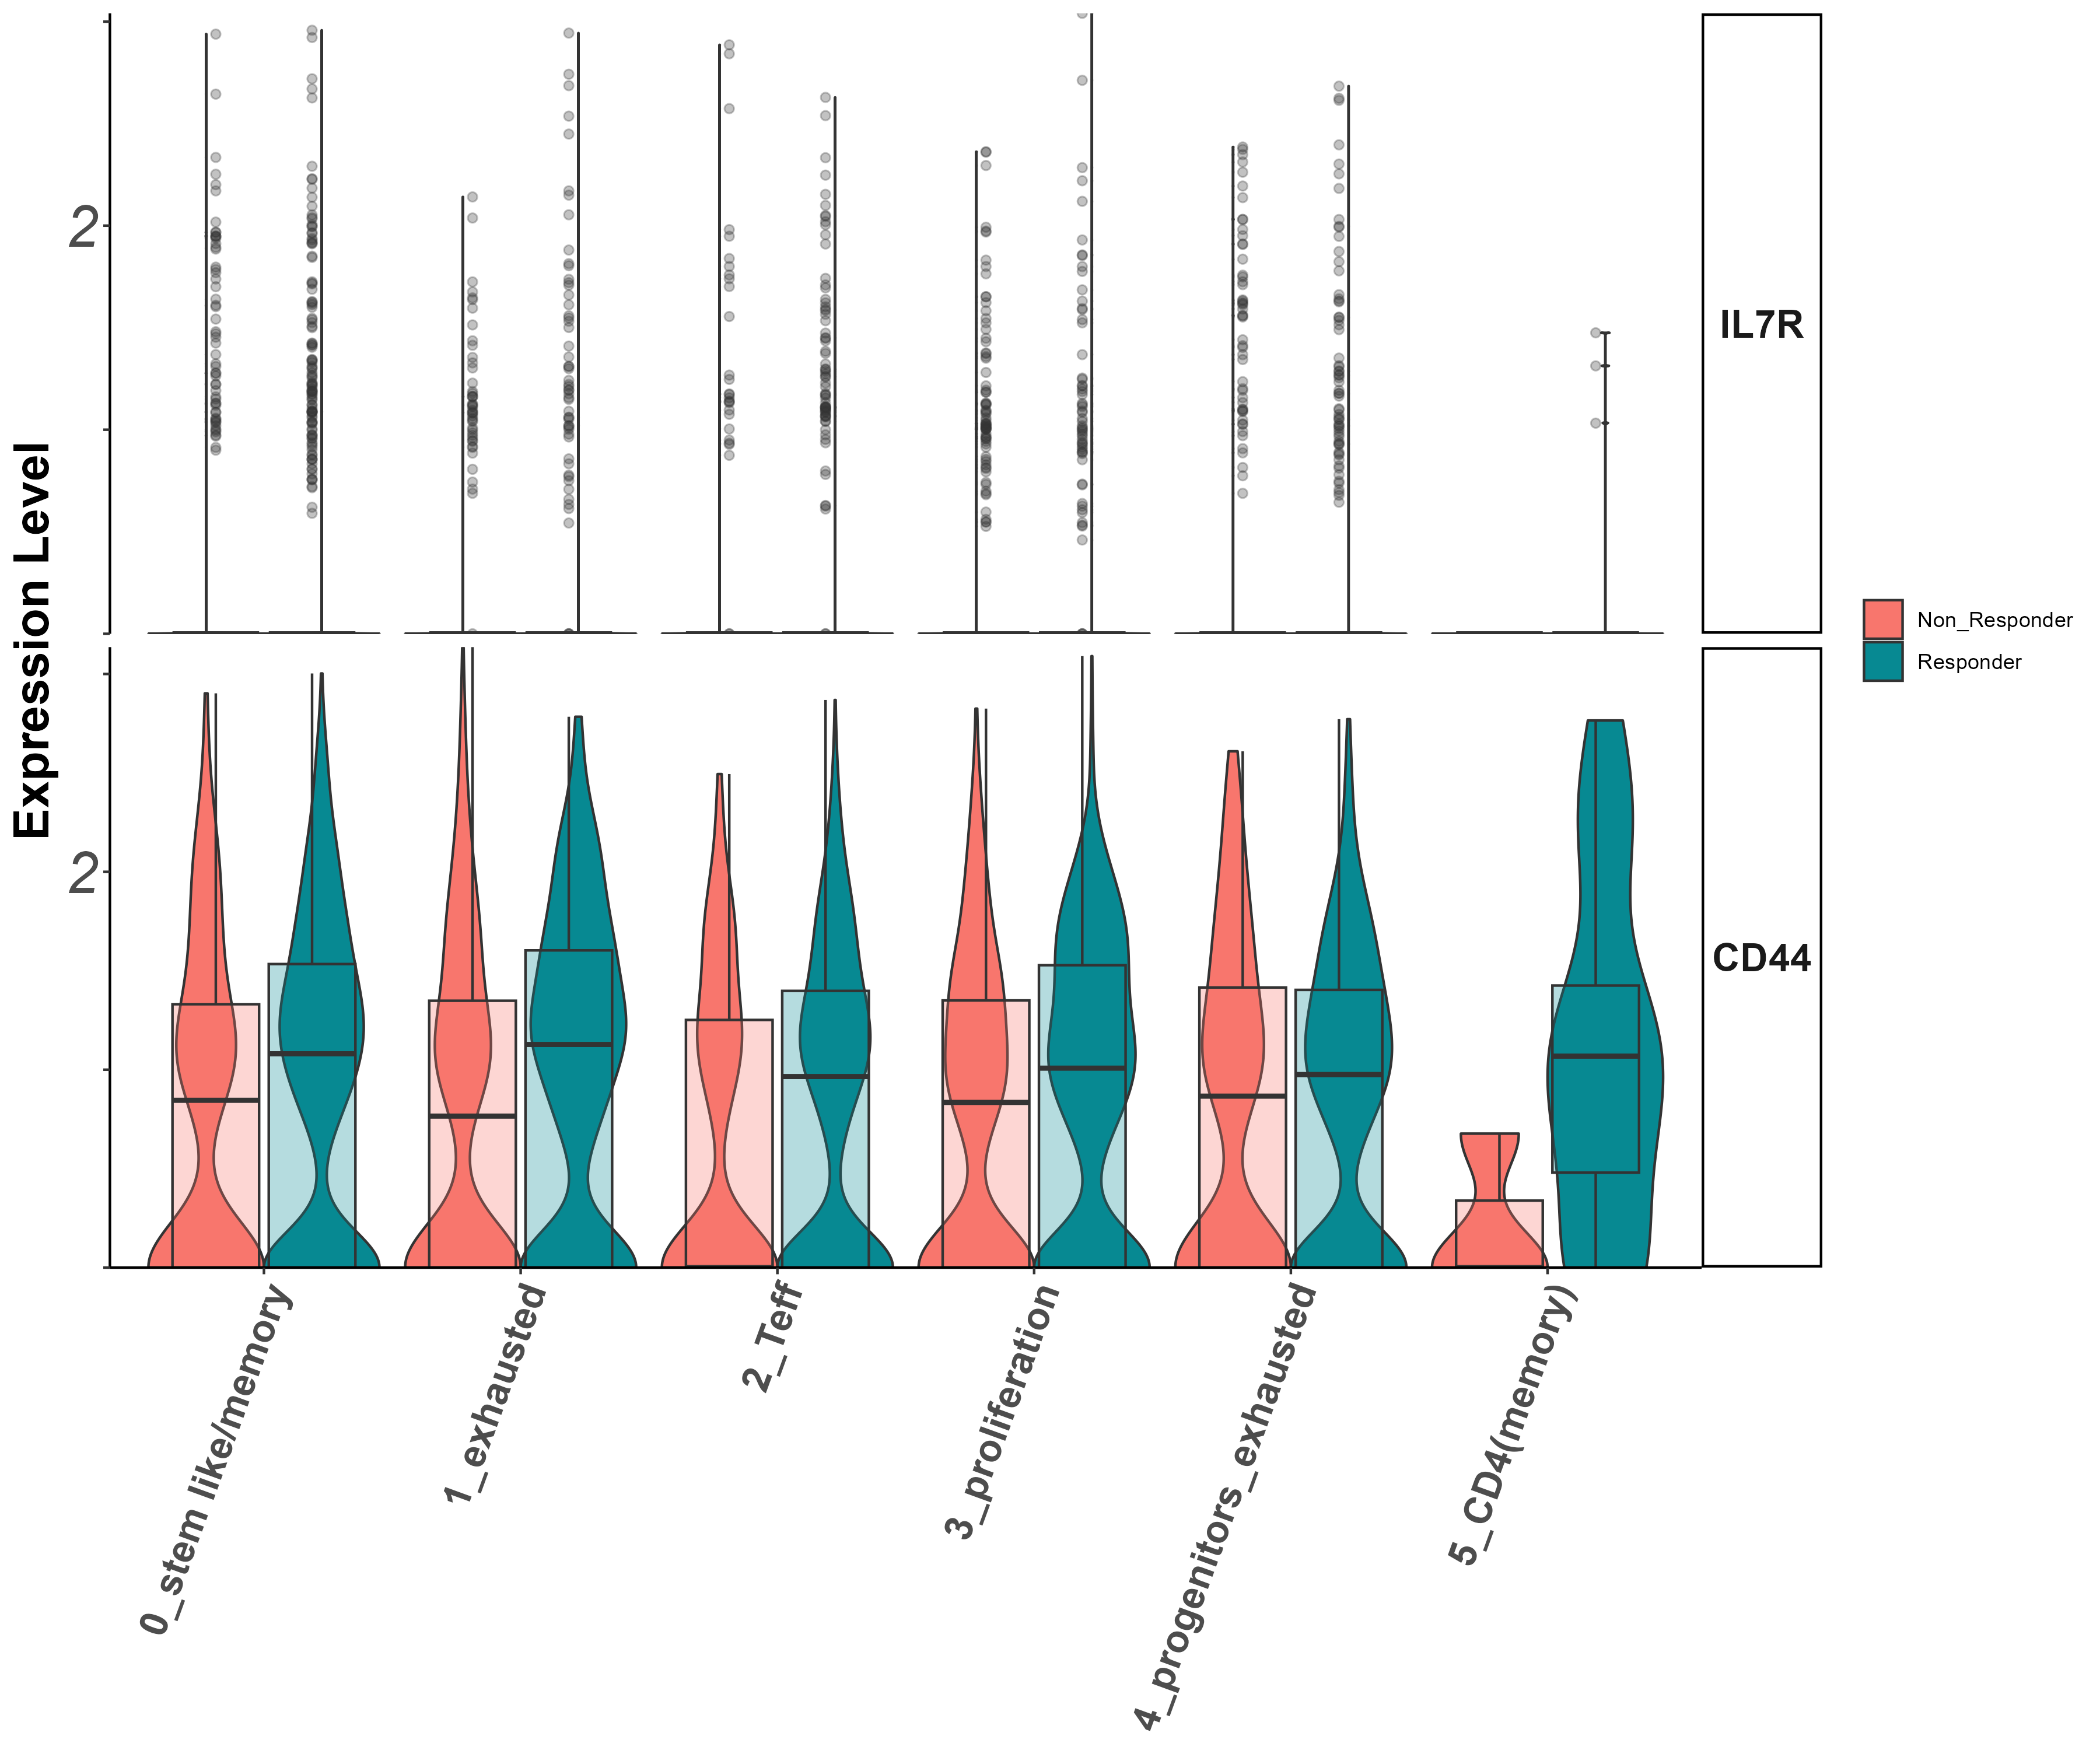 Expression Level
2
IL7R
2
CD44
Non_Responder
Responder
0_stem like/memory
1_exhausted
2_Teff
3_proliferation
4_progenitors_exhausted
5_CD4(memory)